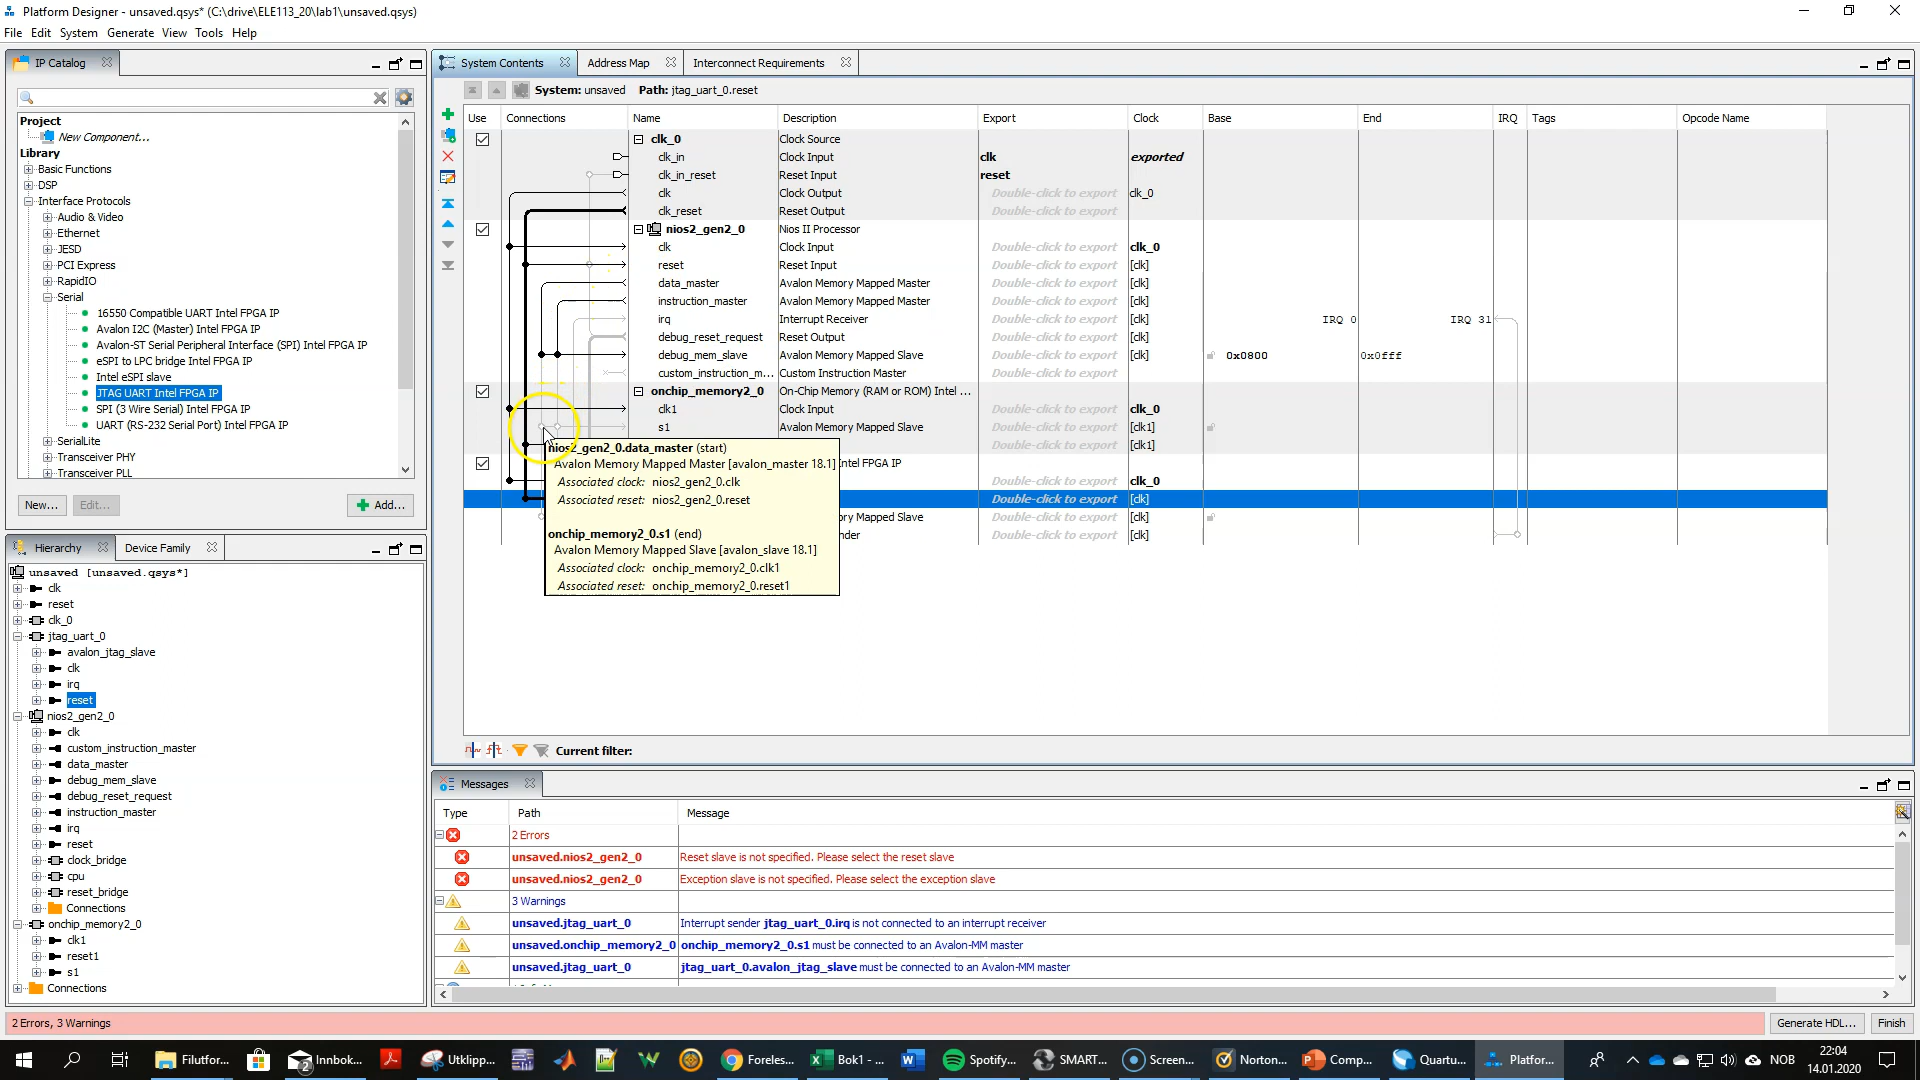 Platform Designer - unsaved.qsys* (C:\drive\ELE113_20\lab1\unsaved.qsys)
File Edit System Generate View Tools Help
IP Catalog
Project
New Component...
Library
Basic Functions
DSP
Interface Protocols
Audio & Video
Ethernet
JESD
PCI Express
RapidIO
Serial
16550 Compatible UART Intel FPGA IP
Avalon I2C (Master) Intel FPGA IP
Avalon-ST Serial Peripheral Interface (SPI) Intel FPGA IP
eSPI to LPC bridge Intel FPGA IP
Intel eSPI slave
JTAG UART Intel FPGA IP
SPI (3 Wire Serial) Intel FPGA IP
UART (RS-232 Serial Port) Intel FPGA IP
SerialLite
Transceiver PHY
Transceiver PLL
New... Edit... Add...
Hierarchy Device Family
unsaved [unsaved.qsys*]
clk
reset
clk_0
jtag_uart_0
avalon_jtag_slave
clk
irq
reset
nios2_gen2_0
clk
custom_instruction_master
data_master
debug_mem_slave
debug_reset_request
instruction_master
irq
reset
clock_bridge
cpu
reset_bridge
Connections
onchip_memory2_0
clk1
reset1
s1
Connections
System Contents Address Map Interconnect Requirements
System: unsaved Path: jtag_uart_0.reset
Use Connections Name Description Export Clock Base End IRQ Tags Opcode Name
clk_0 Clock Source
clk_in Clock Input clk exported
clk_in_reset Reset Input reset
clk Clock Output Double-click to export clk_0
clk_reset Reset Output Double-click to export
nios2_gen2_0 Nios II Processor
clk Clock Input Double-click to export clk_0
reset Reset Input Double-click to export [clk]
data_master Avalon Memory Mapped Master Double-click to export [clk]
instruction_master Avalon Memory Mapped Master Double-click to export [clk]
irq Interrupt Receiver Double-click to export [clk] IRQ 0 IRQ 31
debug_reset_request Reset Output Double-click to export [clk]
debug_mem_slave Avalon Memory Mapped Slave Double-click to export [clk] 0x0800 0x0fff
custom_instruction_m... Custom Instruction Master Double-click to export
onchip_memory2_0 On-Chip Memory (RAM or ROM) Intel ...
clk1 Clock Input Double-click to export clk_0
s1 Avalon Memory Mapped Slave Double-click to export [clk1]
Double-click to export [clk1]
Intel FPGA IP
Double-click to export clk_0
Double-click to export [clk]
ory Mapped Slave Double-click to export [clk]
nder Double-click to export [clk]
nios2_gen2_0.data_master (start)
Avalon Memory Mapped Master [avalon_master 18.1]
Associated clock: nios2_gen2_0.clk
Associated reset: nios2_gen2_0.reset
onchip_memory2_0.s1 (end)
Avalon Memory Mapped Slave [avalon_slave 18.1]
Associated clock: onchip_memory2_0.clk1
Associated reset: onchip_memory2_0.reset1
Current filter:
Messages
Type Path Message
2 Errors
unsaved.nios2_gen2_0 Reset slave is not specified. Please select the reset slave
unsaved.nios2_gen2_0 Exception slave is not specified. Please select the exception slave
3 Warnings
unsaved.jtag_uart_0 Interrupt sender jtag_uart_0.irq is not connected to an interrupt receiver
unsaved.onchip_memory2_0 onchip_memory2_0.s1 must be connected to an Avalon-MM master
unsaved.jtag_uart_0 jtag_uart_0.avalon_jtag_slave must be connected to an Avalon-MM master
2 Errors, 3 Warnings Generate HDL... Finish
Filutfor... 2 Innbok... Utklipp... Foreles... Bok1 - ... Spotify... SMART... Screen... Norton... Comp... Quartu... Platfor... NOB 22:04
14.01.2020